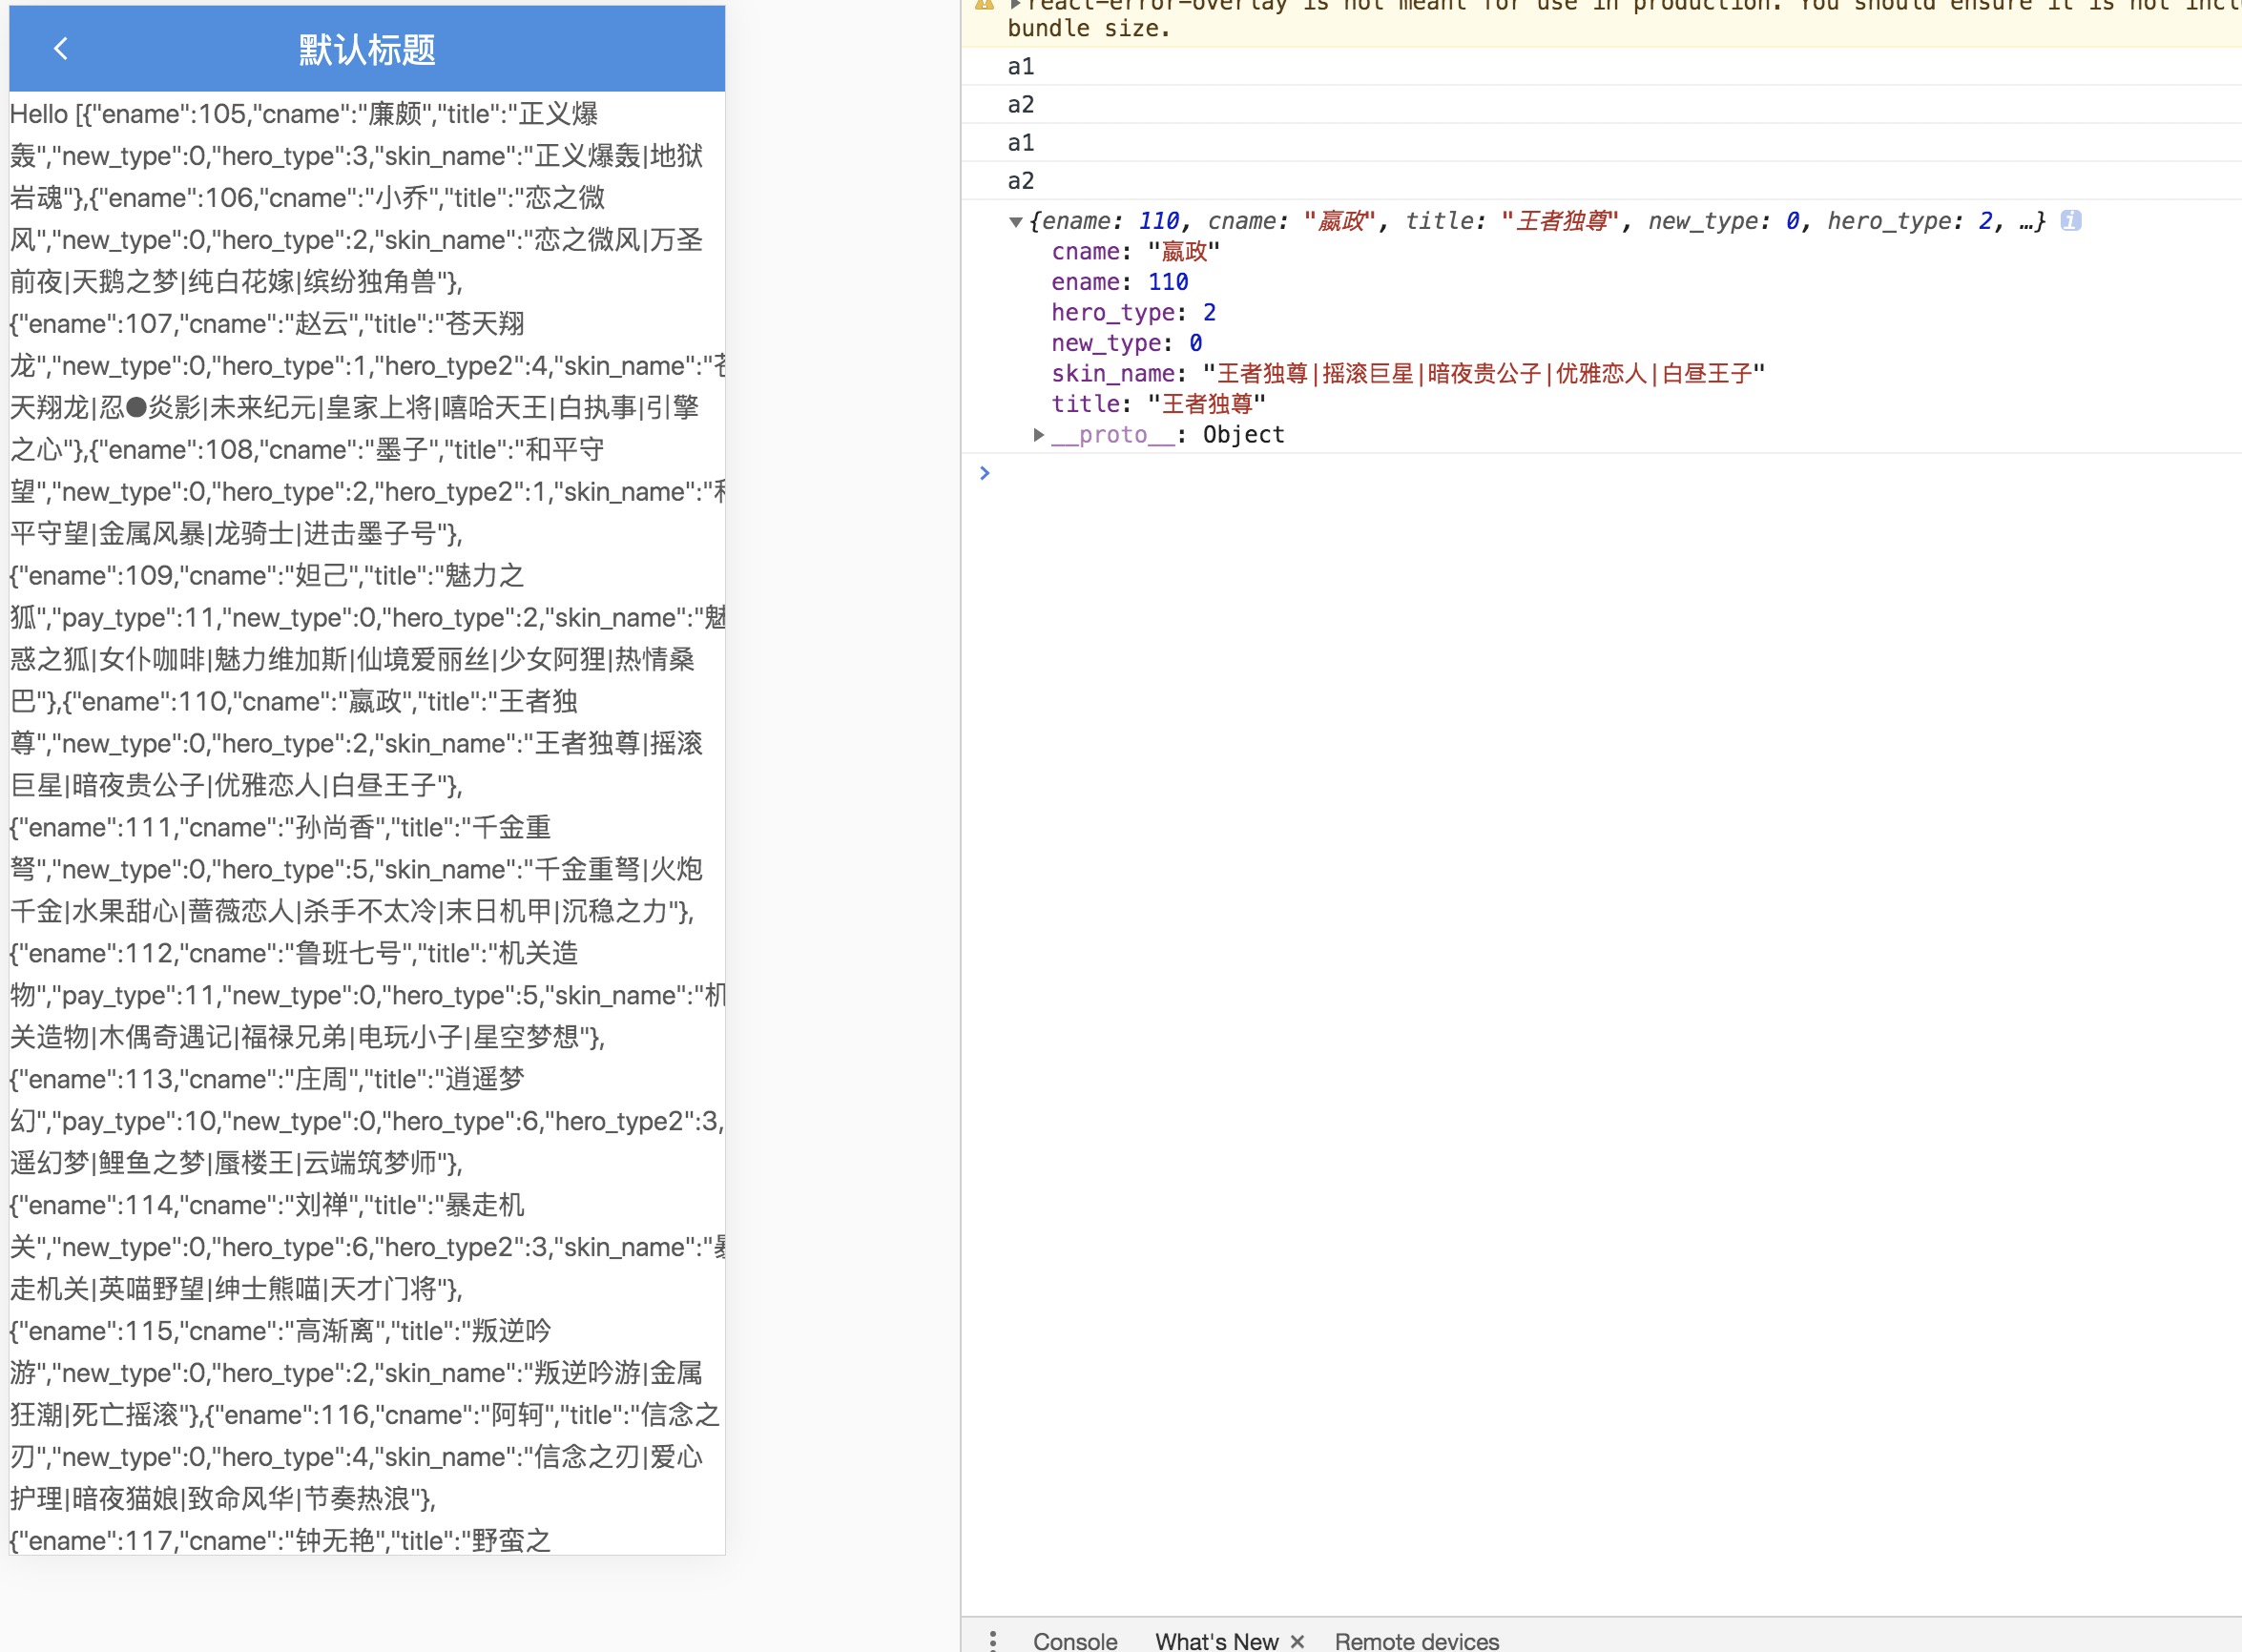 默认标题
Hello [{"ename":105,"cname":"廉颇","title":"正义爆
轰","new_type":0,"hero_type":3,"skin_name":"正义爆轰|地狱
岩魂"},{"ename":106,"cname":"小乔","title":"恋之微
风","new_type":0,"hero_type":2,"skin_name":"恋之微风|万圣
前夜|天鹅之梦|纯白花嫁|缤纷独角兽"},
{"ename":107,"cname":"赵云","title":"苍天翔
龙","new_type":0,"hero_type":1,"hero_type2":4,"skin_name":"苍
天翔龙|忍●炎影|未来纪元|皇家上将|嘻哈天王|白执事|引擎
之心"},{"ename":108,"cname":"墨子","title":"和平守
望","new_type":0,"hero_type":2,"hero_type2":1,"skin_name":"和
平守望|金属风暴|龙骑士|进击墨子号"},
{"ename":109,"cname":"妲己","title":"魅力之
狐","pay_type":11,"new_type":0,"hero_type":2,"skin_name":"魅
惑之狐|女仆咖啡|魅力维加斯|仙境爱丽丝|少女阿狸|热情桑
巴"},{"ename":110,"cname":"嬴政","title":"王者独
尊","new_type":0,"hero_type":2,"skin_name":"王者独尊|摇滚
巨星|暗夜贵公子|优雅恋人|白昼王子"},
{"ename":111,"cname":"孙尚香","title":"千金重
弩","new_type":0,"hero_type":5,"skin_name":"千金重弩|火炮
千金|水果甜心|蔷薇恋人|杀手不太冷|末日机甲|沉稳之力"},
{"ename":112,"cname":"鲁班七号","title":"机关造
物","pay_type":11,"new_type":0,"hero_type":5,"skin_name":"机
关造物|木偶奇遇记|福禄兄弟|电玩小子|星空梦想"},
{"ename":113,"cname":"庄周","title":"逍遥梦
幻","pay_type":10,"new_type":0,"hero_type":6,"hero_type2":3,
遥幻梦|鲤鱼之梦|蜃楼王|云端筑梦师"},
{"ename":114,"cname":"刘禅","title":"暴走机
关","new_type":0,"hero_type":6,"hero_type2":3,"skin_name":"暴
走机关|英喵野望|绅士熊喵|天才门将"},
{"ename":115,"cname":"高渐离","title":"叛逆吟
游","new_type":0,"hero_type":2,"skin_name":"叛逆吟游|金属
狂潮|死亡摇滚"},{"ename":116,"cname":"阿轲","title":"信念之
刃","new_type":0,"hero_type":4,"skin_name":"信念之刃|爱心
护理|暗夜猫娘|致命风华|节奏热浪"},
{"ename":117,"cname":"钟无艳","title":"野蛮之
react-error-overlay is not meant for use in production. You should ensure it is not incl
bundle size.
a1
a2
a1
a2
{ename: 110, cname: "嬴政", title: "王者独尊", new_type: 0, hero_type: 2, …}
cname: "嬴政"
ename: 110
hero_type: 2
new_type: 0
skin_name: "王者独尊|摇滚巨星|暗夜贵公子|优雅恋人|白昼王子"
title: "王者独尊"
__proto__: Object
Console What's New × Remote devices